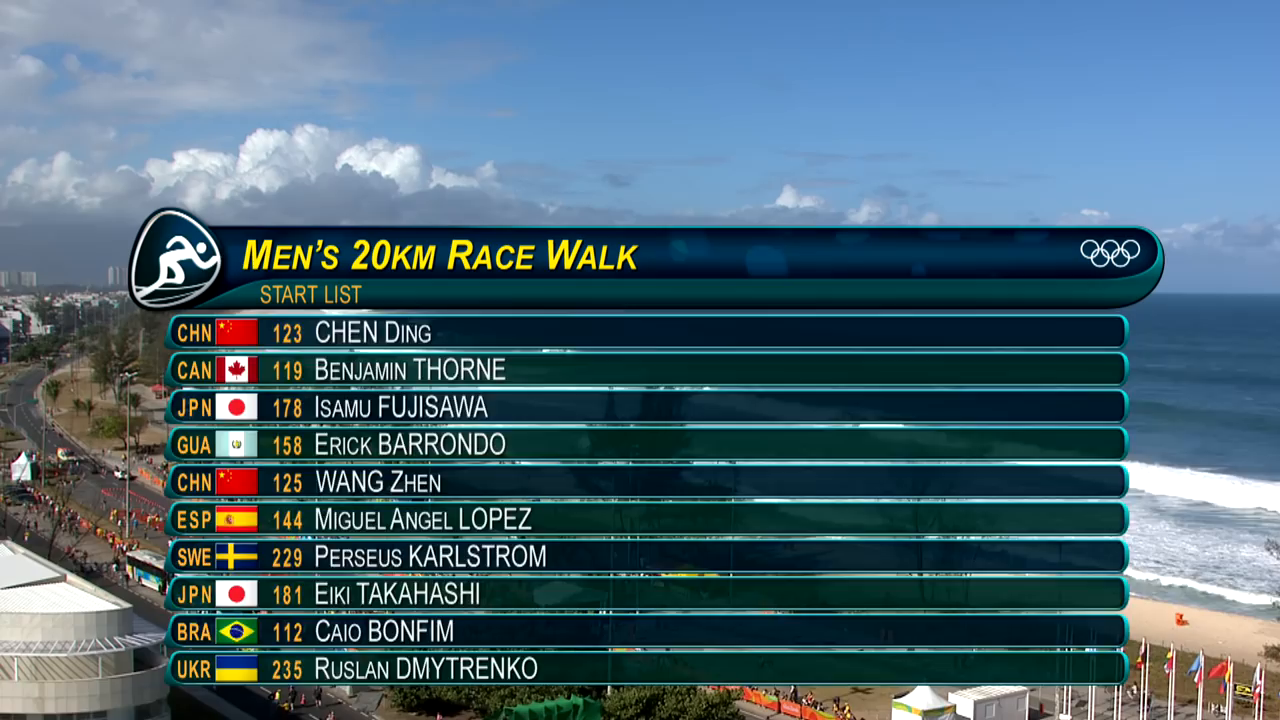 MEN'S 20KM RACE WALK
START LIST
CHN 123 CHEN DING
CAN 119 BENJAMIN THORNE
JPN 178 ISAMU FUJISAWA
GUA 158 ERICK BARRONDO
CHN 125 WANG ZHEN
ESP 144 MIGUEL ANGEL LOPEZ
SWE 229 PERSEUS KARLSTROM
JPN 181 EIKI TAKAHASHI
BRA 112 CAIO BONFIM
UKR 235 RUSLAN DMYTRENKO